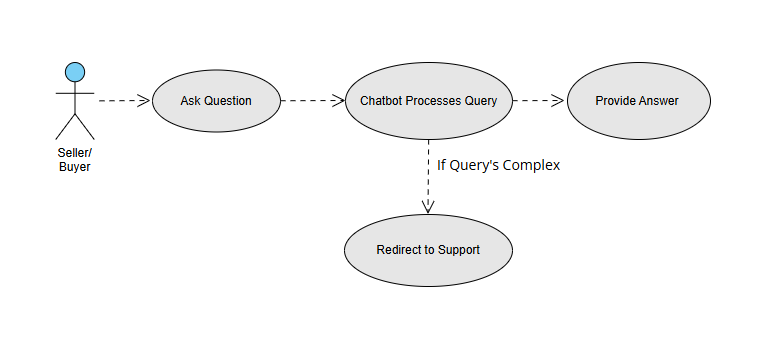 Ask Question
Chatbot Processes Query
Provide Answer
Seller/
Buyer
If Query's Complex
Redirect to Support